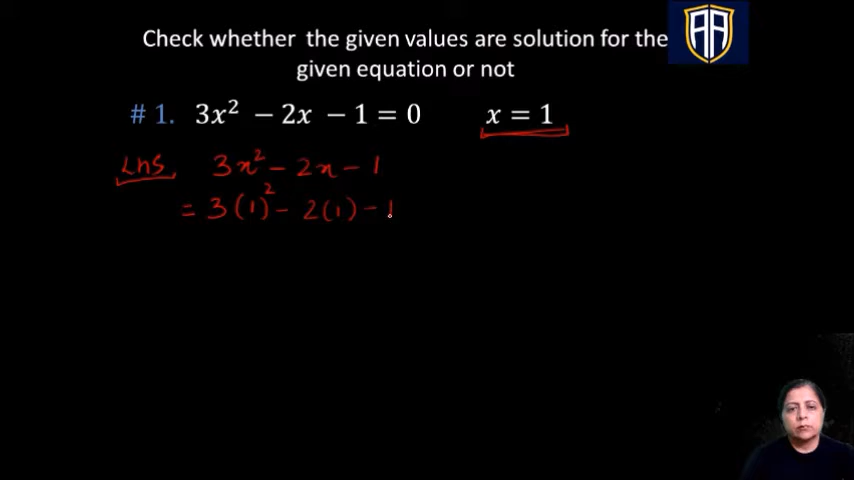 Check whether the given values are solution for the
given equation or not
# 1. 3x² − 2x − 1 = 0 x = 1
LHS 3x² − 2x − 1
= 3(1)² − 2(1) − 1